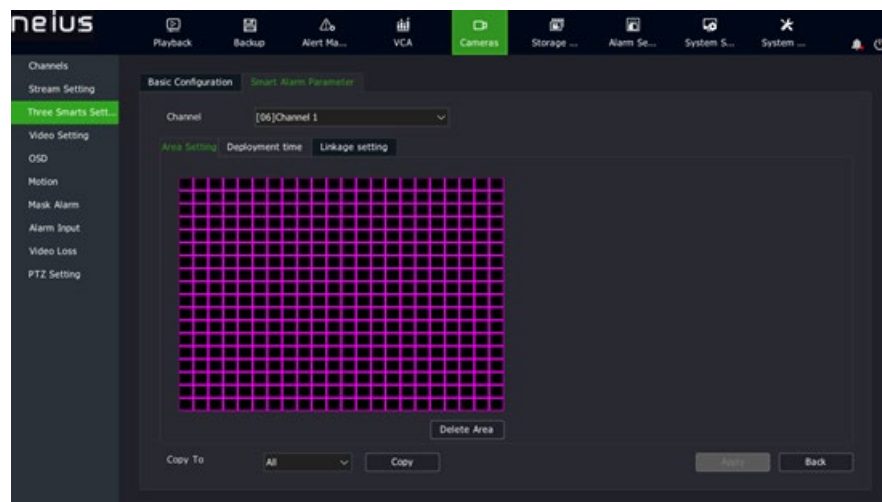 neius
Playback Backup Alert Ma... VCA Cameras Storage ... Alarm Se... System S... System ...
Channels
Stream Setting
Three Smarts Sett...
Video Setting
OSD
Motion
Mask Alarm
Alarm Input
Video Loss
PTZ Setting
Basic Configuration Smart Alarm Parameter
Channel [06]Channel 1
Area Setting Deployment time Linkage setting
Delete Area
Copy To All Copy Apply Back